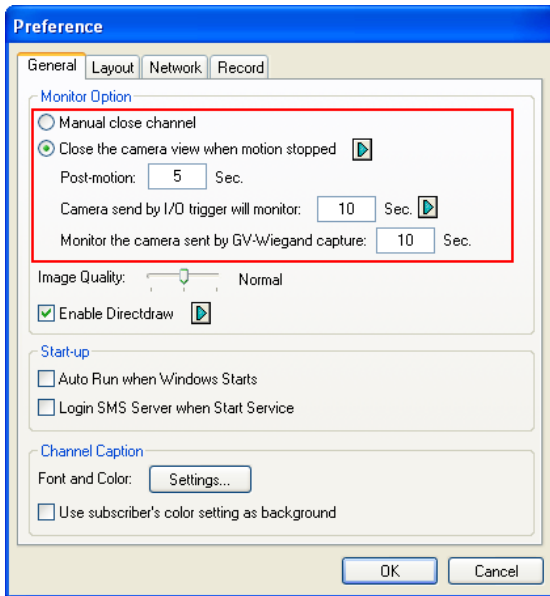 Preference
General Layout Network Record
Monitor Option
Manual close channel
Close the camera view when motion stopped
Post-motion: 5 Sec.
Camera send by I/O trigger will monitor: 10 Sec.
Monitor the camera sent by GV-Wiegand capture: 10 Sec.
Image Quality: Normal
Enable Directdraw
Start-up
Auto Run when Windows Starts
Login SMS Server when Start Service
Channel Caption
Font and Color: Settings...
Use subscriber's color setting as background
OK Cancel